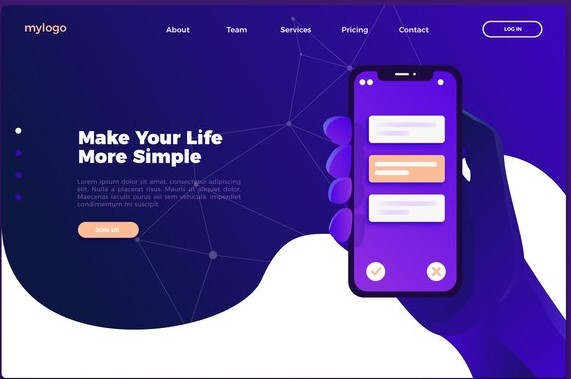 mylogo
About Team Services Pricing Contact
LOG IN
Make Your Life
More Simple
Lorem ipsum dolor sit amet, consectetur adipiscing
elit. Nulla a placerat risus. Mauris at aliquet dolor.
Maecenas iaculis purus vel sem vehicula, imperdiet
condimentum mi suscipit.
JOIN US